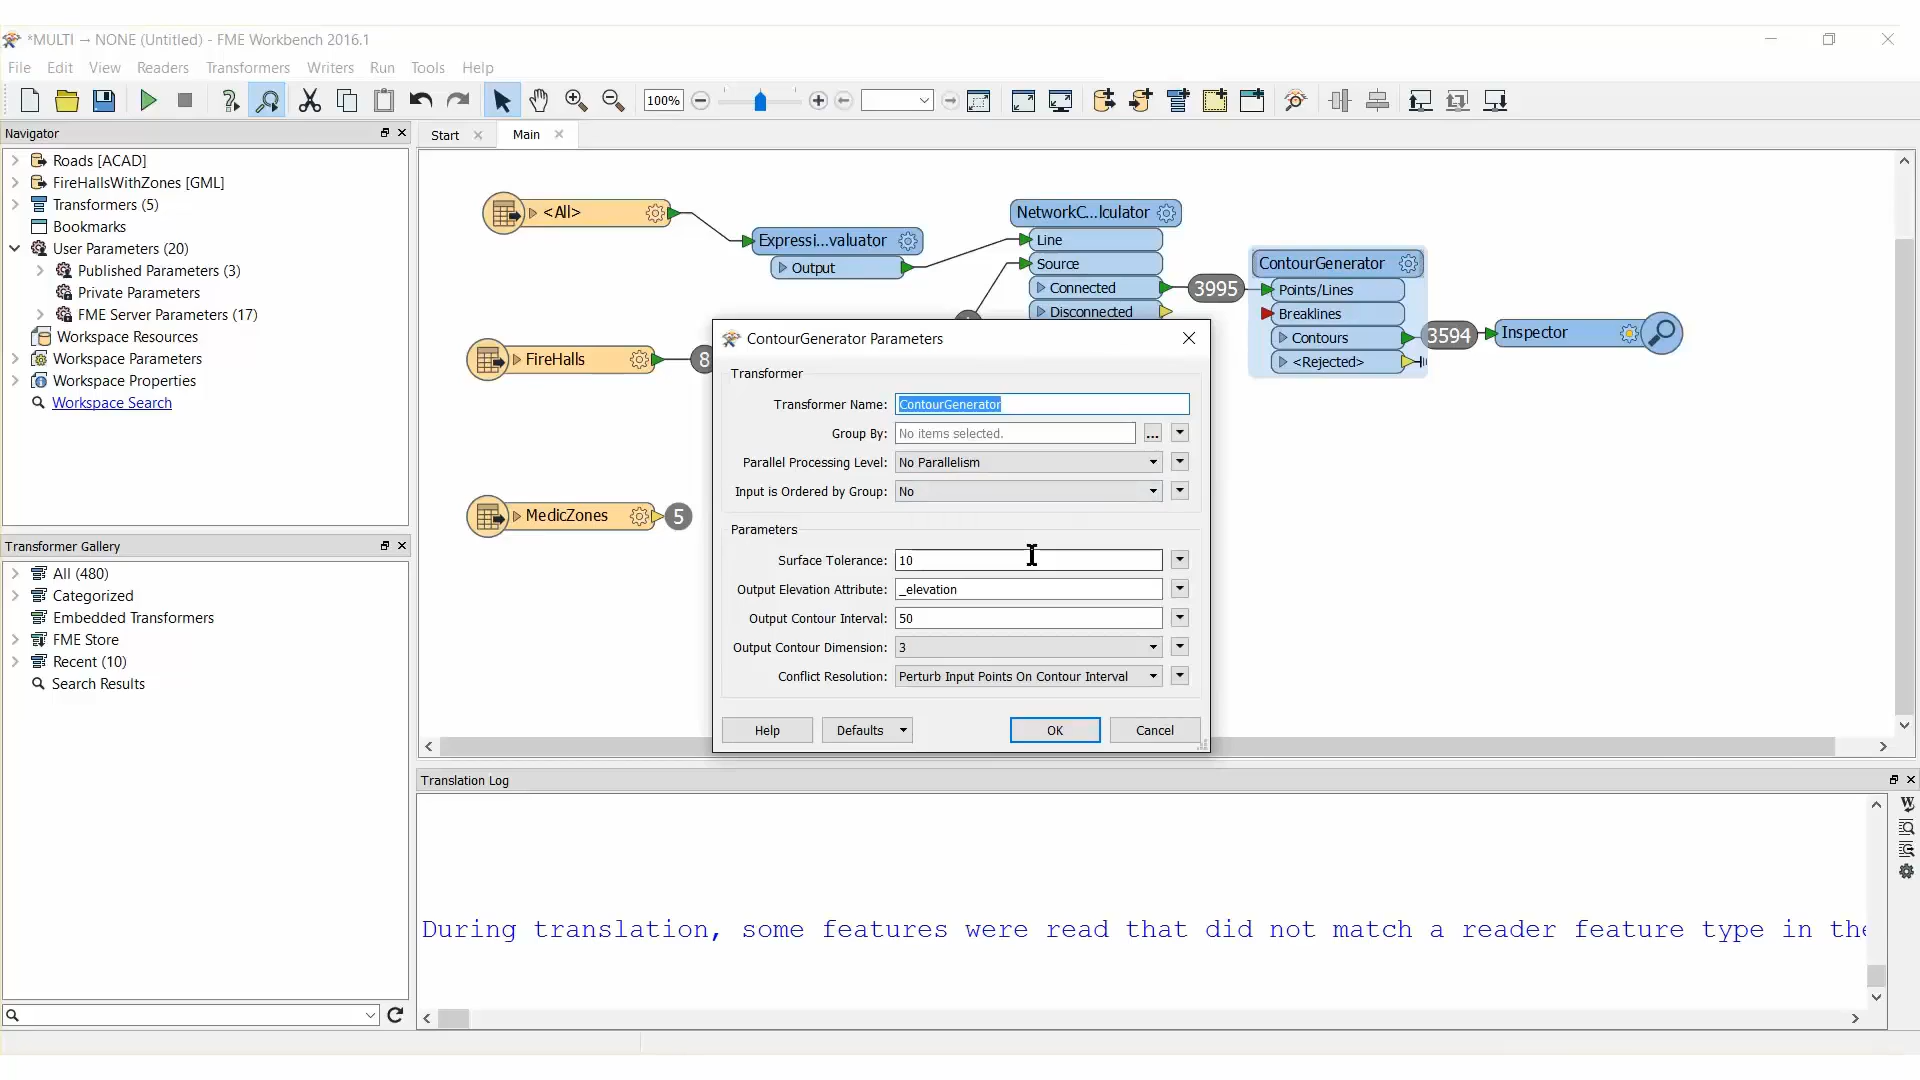 *MULTI → NONE (Untitled) - FME Workbench 2016.1
File Edit View Readers Transformers Writers Run Tools Help
100%
Navigator
Roads [ACAD]
FireHallsWithZones [GML]
Transformers (5)
Bookmarks
User Parameters (20)
Published Parameters (3)
Private Parameters
FME Server Parameters (17)
Workspace Resources
Workspace Parameters
Workspace Properties
Workspace Search
Transformer Gallery
All (480)
Categorized
Embedded Transformers
FME Store
Recent (10)
Search Results
Start
Main
<All>
Expressi...valuator
Output
NetworkC...lculator
Line
Source
Connected
Disconnected
3995
ContourGenerator
Points/Lines
Breaklines
Contours
<Rejected>
3594
Inspector
FireHalls
8
MedicZones
5
ContourGenerator Parameters
Transformer
Transformer Name: ContourGenerator
Group By: No items selected. ...
Parallel Processing Level: No Parallelism
Input is Ordered by Group: No
Parameters
Surface Tolerance: 10
Output Elevation Attribute: _elevation
Output Contour Interval: 50
Output Contour Dimension: 3
Conflict Resolution: Perturb Input Points On Contour Interval
Help Defaults OK Cancel
Translation Log
During translation, some features were read that did not match a reader feature type in the